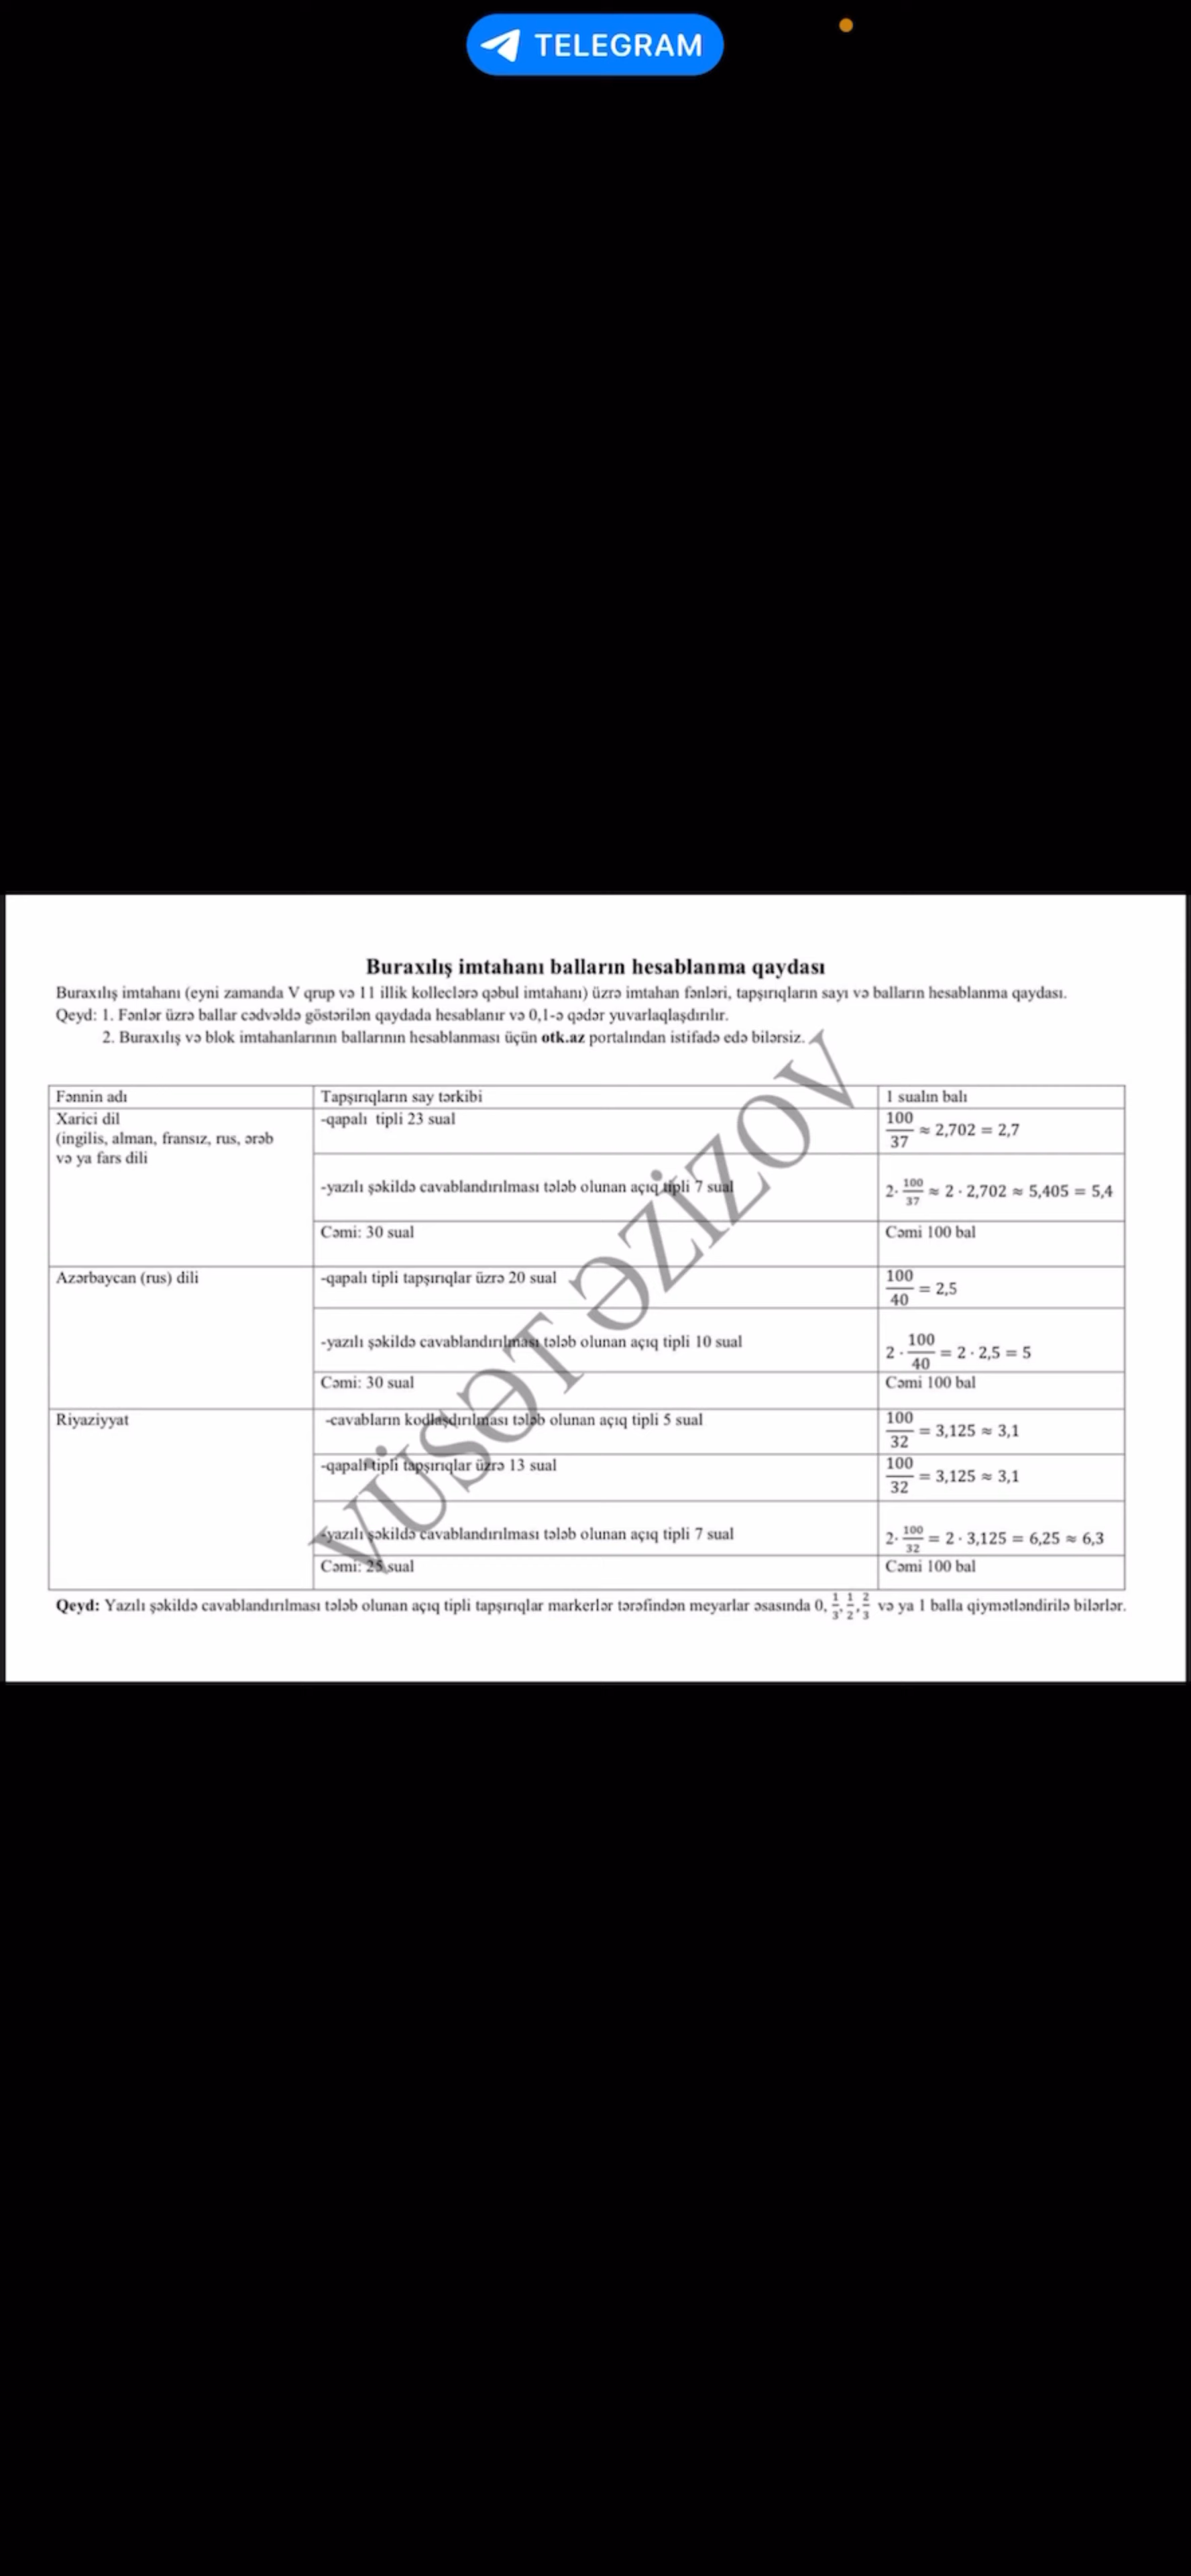 TELEGRAM
Buraxılış imtahanı balların hesablanma qaydası
Buraxılış imtahanı (eyni zamanda V qrup və 11 illik kolleclərə qəbul imtahanı) üzrə imtahan fənləri, tapşırıqların sayı və balların hesablanma qaydası.
Qeyd: 1. Fənlər üzrə ballar cədvəldə göstərilən qaydada hesablanır və 0,1-ə qədər yuvarlaqlaşdırılır.
2. Buraxılış və blok imtahanlarının ballarının hesablanması üçün otk.az portalından istifadə edə bilərsiz.
Fənnin adı Tapşırıqların say tərkibi 1 sualın balı
Xarici dil -qapalı tipli 23 sual 100/37 ≈ 2,702 = 2,7
(ingilis, alman, fransız, rus, ərəb
və ya fars dili
-yazılı şəkildə cavablandırılması tələb olunan açıq tipli 7 sual 2· 100/37 ≈ 2 · 2,702 ≈ 5,405 = 5,4
Cəmi: 30 sual Cəmi 100 bal
Azərbaycan (rus) dili -qapalı tipli tapşırıqlar üzrə 20 sual 100/40 = 2,5
-yazılı şəkildə cavablandırılması tələb olunan açıq tipli 10 sual 2 · 100/40 = 2 · 2,5 = 5
Cəmi: 30 sual Cəmi 100 bal
Riyaziyyat -cavabların kodlaşdırılması tələb olunan açıq tipli 5 sual 100/32 = 3,125 ≈ 3,1
-qapalı tipli tapşırıqlar üzrə 13 sual 100/32 = 3,125 ≈ 3,1
-yazılı şəkildə cavablandırılması tələb olunan açıq tipli 7 sual 2· 100/32 = 2 · 3,125 = 6,25 ≈ 6,3
Cəmi: 25 sual Cəmi 100 bal
Qeyd: Yazılı şəkildə cavablandırılması tələb olunan açıq tipli tapşırıqlar markerlər tərəfindən meyarlar əsasında 0, 1/3, 1/2, 2/3 və ya 1 balla qiymətləndirilə bilərlər.
VÜSƏT ƏZİZOV